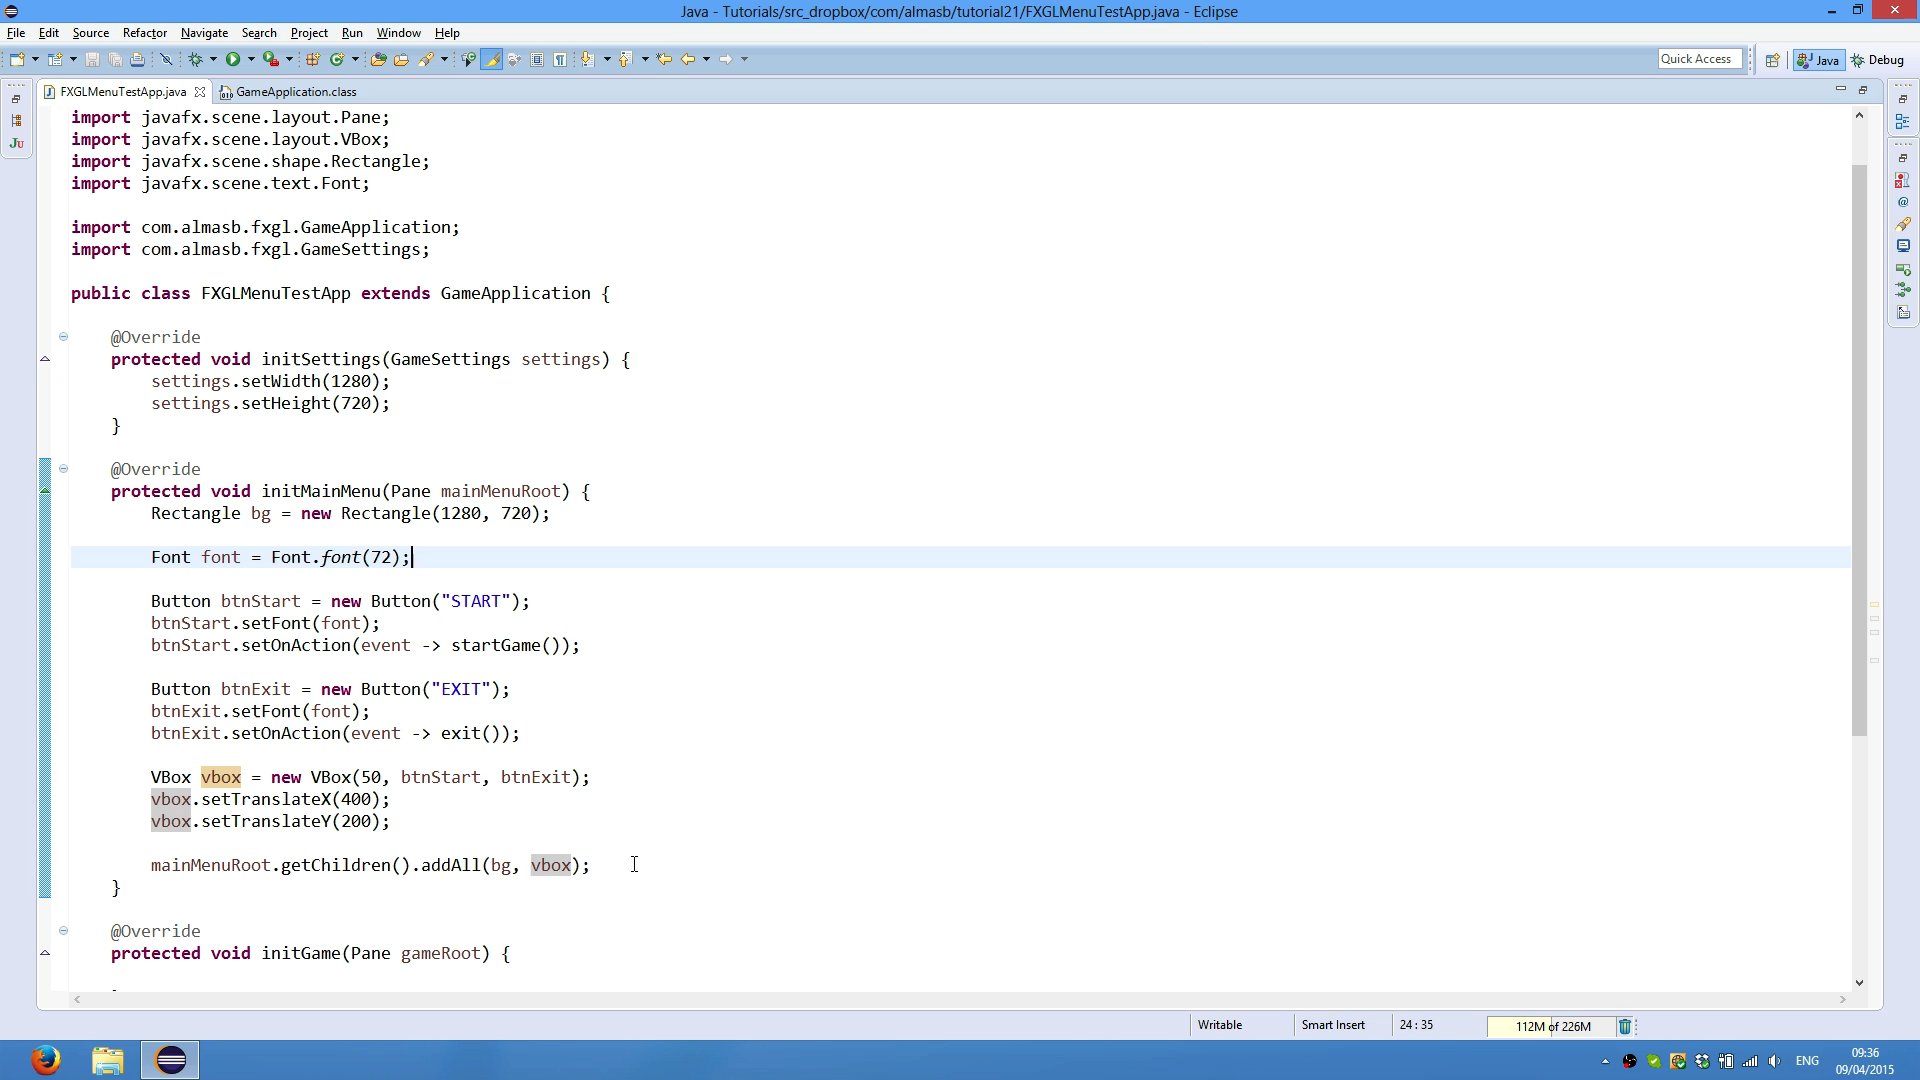 Java - Tutorials/src_dropbox/com/almasb/tutorial21/FXGLMenuTestApp.java - Eclipse
File Edit Source Refactor Navigate Search Project Run Window Help
Quick Access Java Debug
FXGLMenuTestApp.java GameApplication.class
import javafx.scene.layout.Pane;
import javafx.scene.layout.VBox;
import javafx.scene.shape.Rectangle;
import javafx.scene.text.Font;
import com.almasb.fxgl.GameApplication;
import com.almasb.fxgl.GameSettings;
public class FXGLMenuTestApp extends GameApplication {
@Override
protected void initSettings(GameSettings settings) {
settings.setWidth(1280);
settings.setHeight(720);
}
@Override
protected void initMainMenu(Pane mainMenuRoot) {
Rectangle bg = new Rectangle(1280, 720);
Font font = Font.font(72);
Button btnStart = new Button("START");
btnStart.setFont(font);
btnStart.setOnAction(event -> startGame());
Button btnExit = new Button("EXIT");
btnExit.setFont(font);
btnExit.setOnAction(event -> exit());
VBox vbox = new VBox(50, btnStart, btnExit);
vbox.setTranslateX(400);
vbox.setTranslateY(200);
mainMenuRoot.getChildren().addAll(bg, vbox);
}
@Override
protected void initGame(Pane gameRoot) {
Writable Smart Insert 24 : 35 112M of 226M
ENG 09:36
09/04/2015